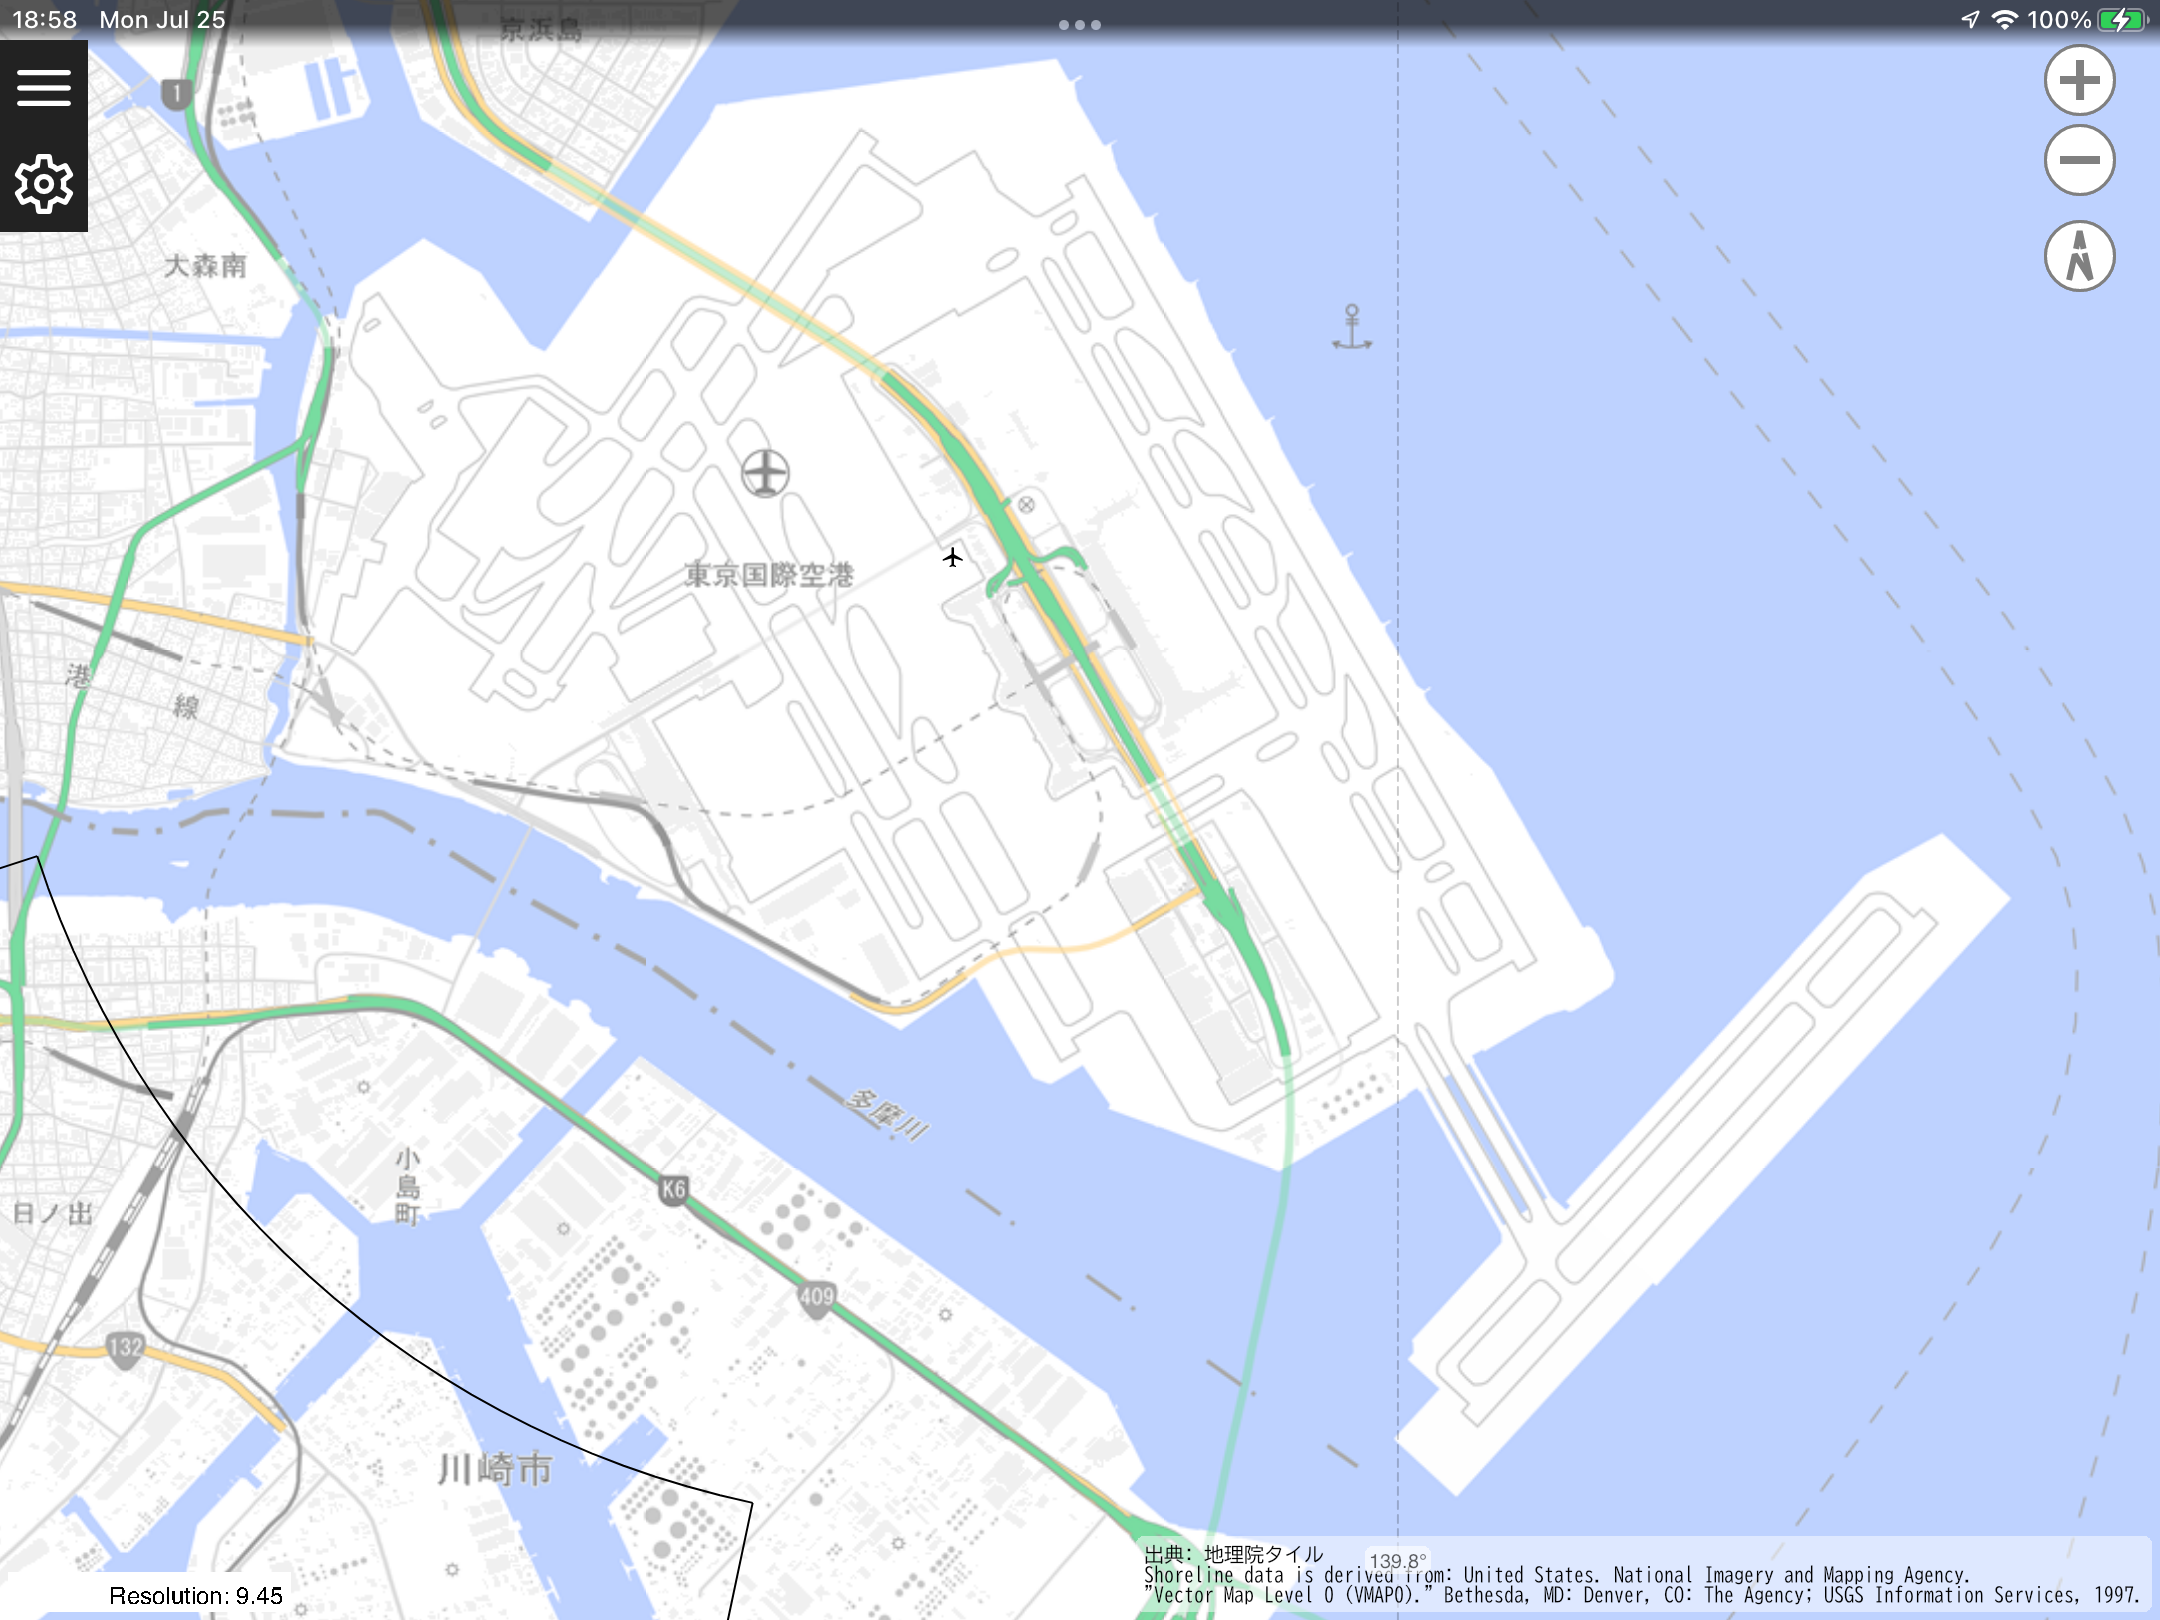 18:58 Mon Jul 25
100%
京浜島
1
大森南
東京国際空港
港
線
多摩川
K6
小島町
日ノ出
409
132
川崎市
139.8°
出典: 地理院タイル
Shoreline data is derived from: United States. National Imagery and Mapping Agency.
"Vector Map Level 0 (VMAP0)." Bethesda, MD: Denver, CO: The Agency; USGS Information Services, 1997.
Resolution: 9.45
N